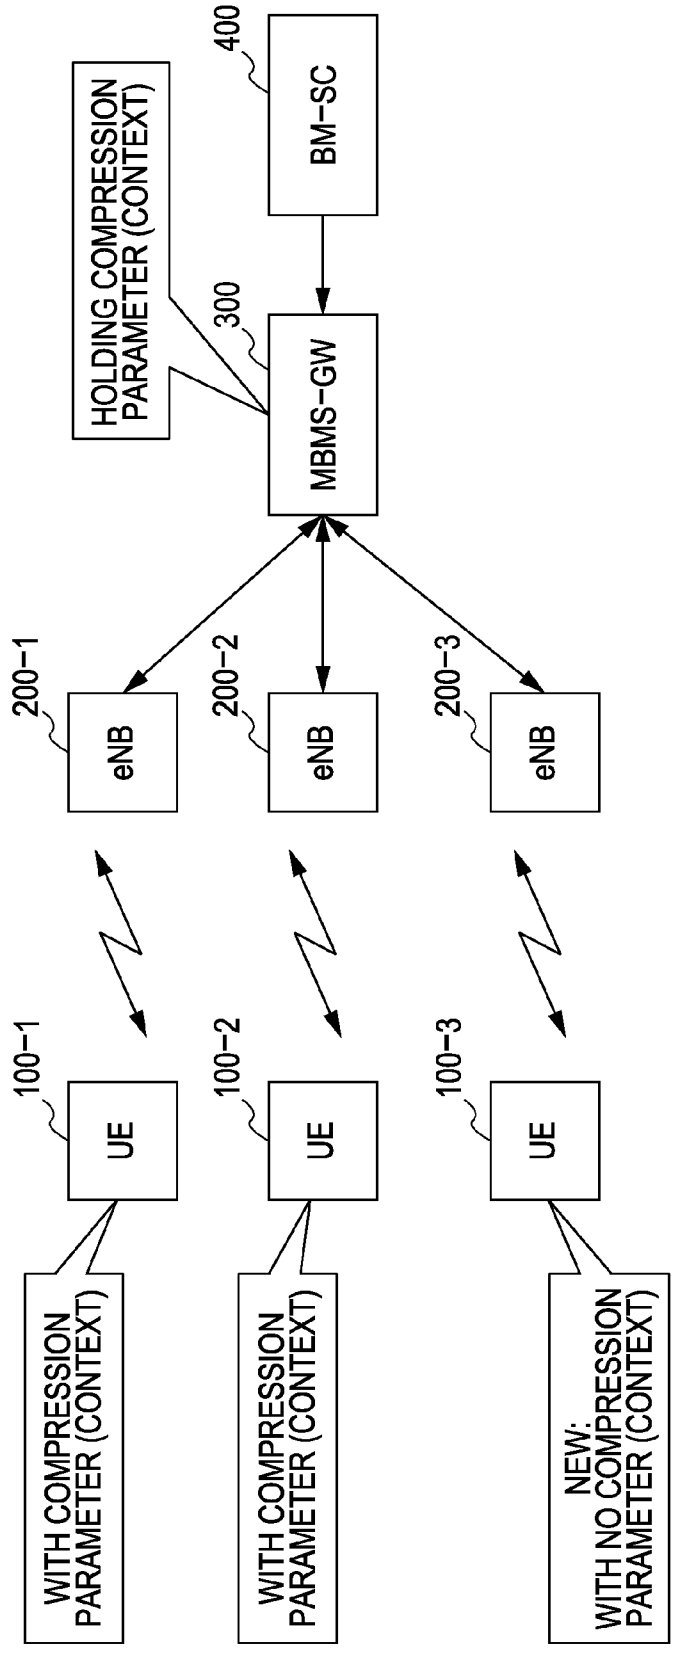 HOLDING COMPRESSION
PARAMETER (CONTEXT)
200-1
100-1
eNB
UE
WITH COMPRESSION
PARAMETER (CONTEXT)
400
300
200-2
100-2
BM-SC
MBMS-GW
eNB
UE
WITH COMPRESSION
PARAMETER (CONTEXT)
200-3
100-3
eNB
UE
NEW:
WITH NO COMPRESSION
PARAMETER (CONTEXT)